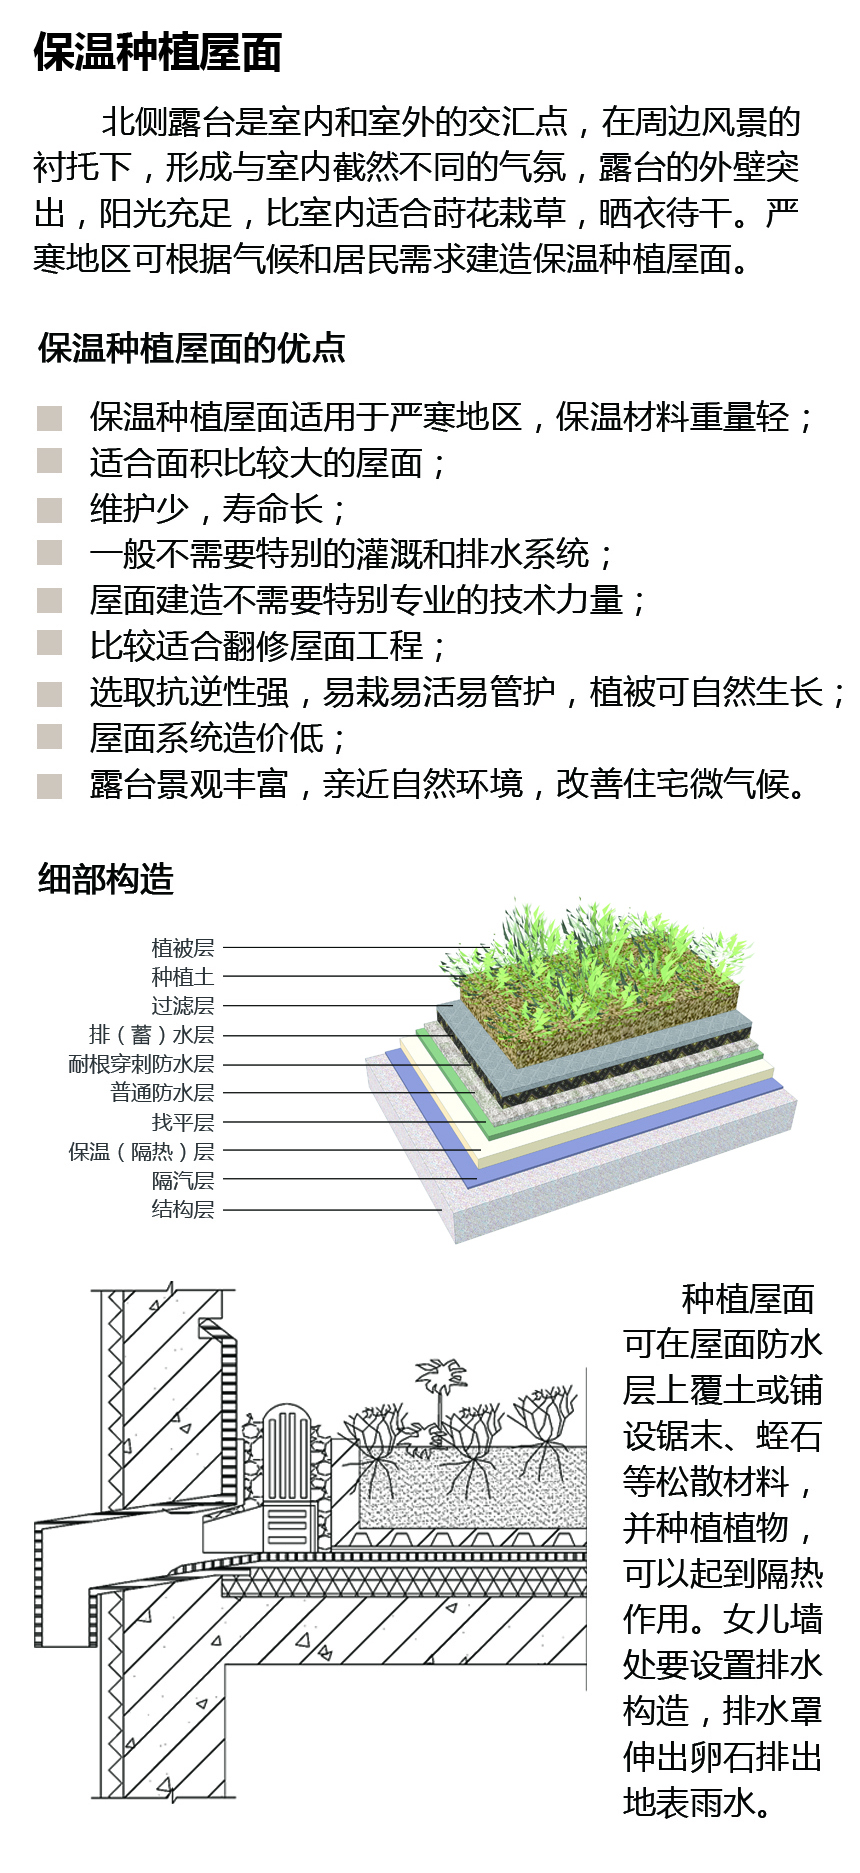 保温种植屋面
北侧露台是室内和室外的交汇点，在周边风景的
衬托下，形成与室内截然不同的气氛，露台的外壁突
出，阳光充足，比室内适合莳花栽草，晒衣待干。严
寒地区可根据气候和居民需求建造保温种植屋面。
保温种植屋面的优点
保温种植屋面适用于严寒地区，保温材料重量轻；
适合面积比较大的屋面；
维护少，寿命长；
一般不需要特别的灌溉和排水系统；
屋面建造不需要特别专业的技术力量；
比较适合翻修屋面工程；
选取抗逆性强，易栽易活易管护，植被可自然生长；
屋面系统造价低；
露台景观丰富，亲近自然环境，改善住宅微气候。
细部构造
植被层
种植土
过滤层
排（蓄）水层
耐根穿刺防水层
普通防水层
找平层
保温（隔热）层
隔汽层
结构层
种植屋面
可在屋面防水
层上覆土或铺
设锯末、蛭石
等松散材料，
并种植植物，
可以起到隔热
作用。女儿墙
处要设置排水
构造，排水罩
伸出卵石排出
地表雨水。